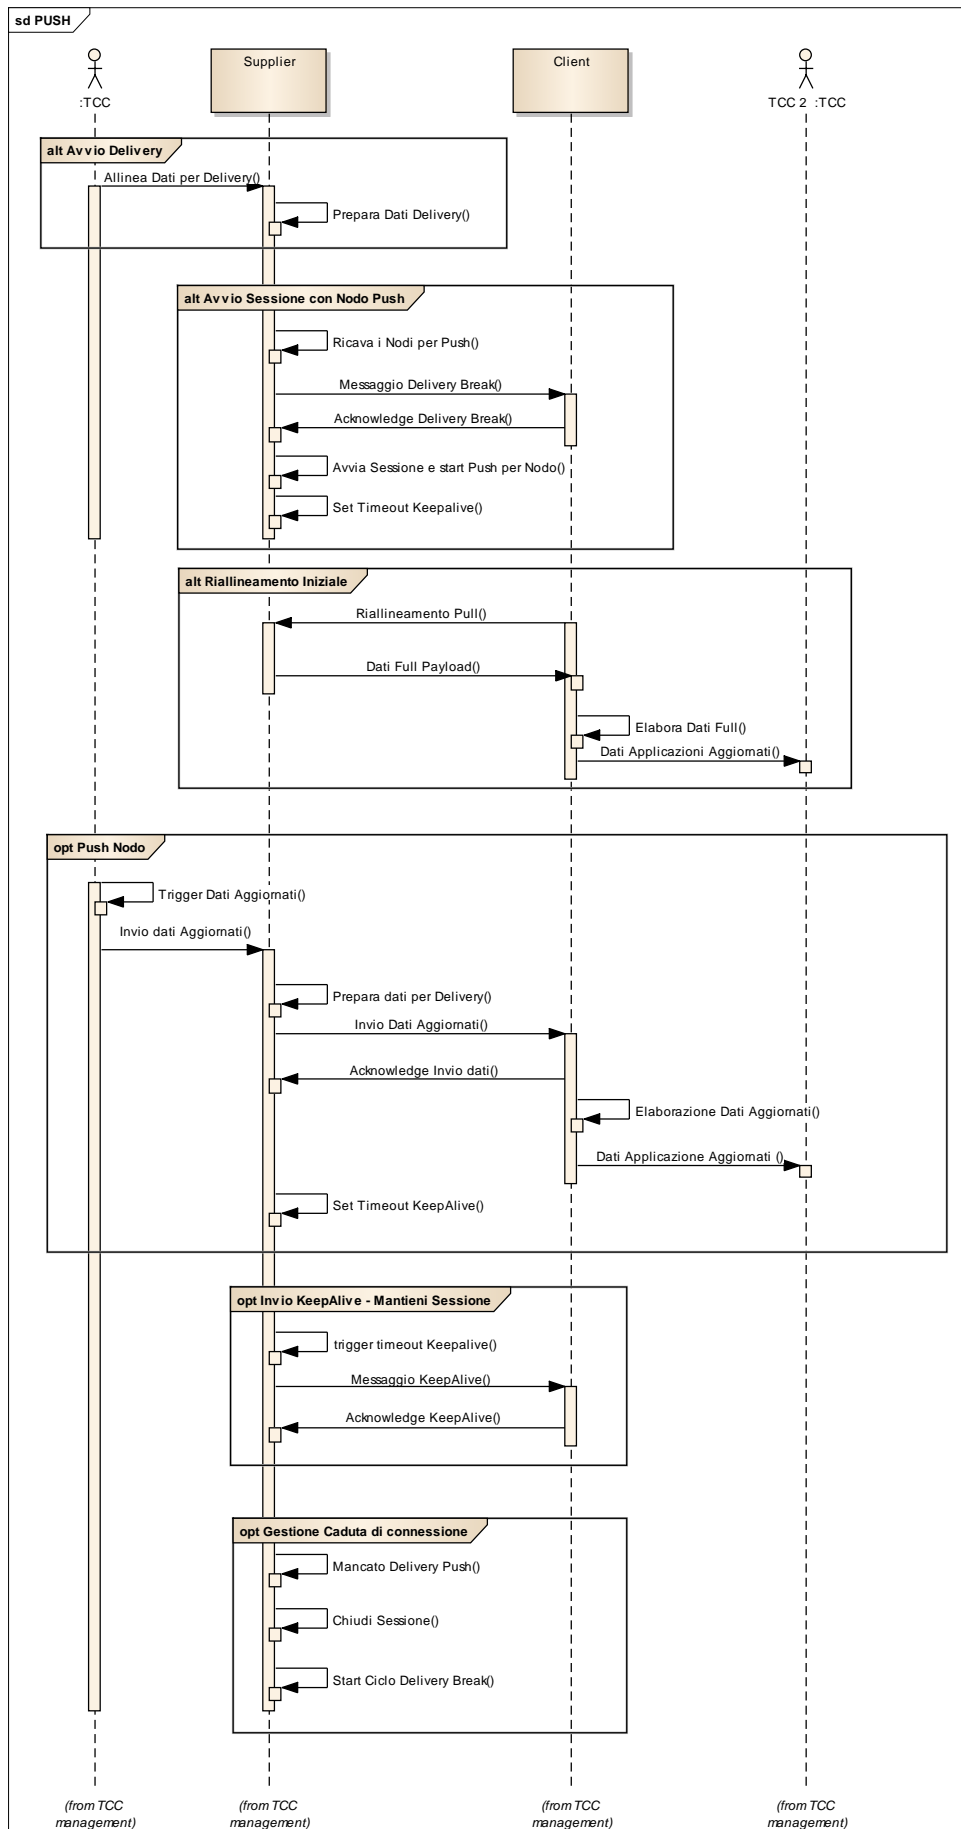 sd PUSH
:TCC
Supplier
Client
TCC 2 :TCC
alt Avvio Delivery
Allinea Dati per Delivery()
Prepara Dati Delivery()
alt Avvio Sessione con Nodo Push
Ricava i Nodi per Push()
Messaggio Delivery Break()
Acknowledge Delivery Break()
Avvia Sessione e start Push per Nodo()
Set Timeout Keepalive()
alt Riallineamento Iniziale
Riallineamento Pull()
Dati Full Payload()
Elabora Dati Full()
Dati Applicazioni Aggiornati()
opt Push Nodo
Trigger Dati Aggiornati()
Invio dati Aggiornati()
Prepara dati per Delivery()
Invio Dati Aggiornati()
Acknowledge Invio dati()
Elaborazione Dati Aggiornati()
Dati Applicazione Aggiornati ()
Set Timeout KeepAlive()
opt Invio KeepAlive - Mantieni Sessione
trigger timeout Keepalive()
Messaggio KeepAlive()
Acknowledge KeepAlive()
opt Gestione Caduta di connessione
Mancato Delivery Push()
Chiudi Sessione()
Start Ciclo Delivery Break()
(from TCC
management)
(from TCC
management)
(from TCC
management)
(from TCC
management)